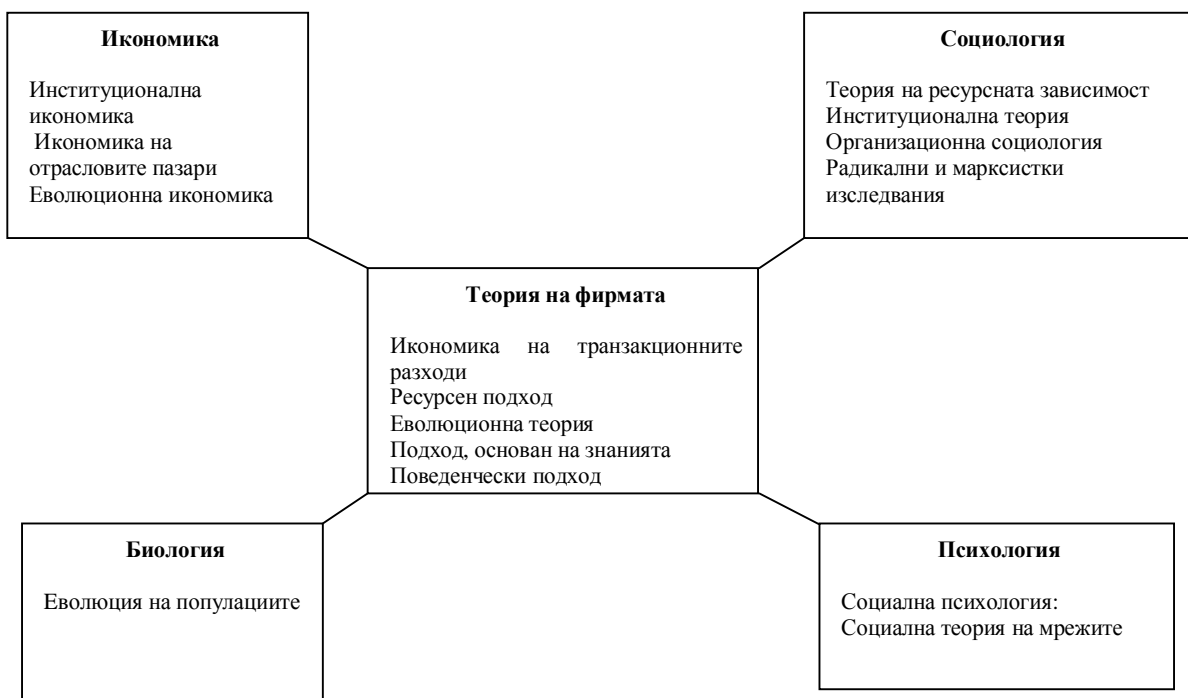 Икономика
Институционална
икономика
Икономика на
отрасловите пазари
Еволюционна икономика
Социология
Теория на ресурсната зависимост
Институционална теория
Организационна социология
Радикални и марксистки
изследвания
Теория на фирмата
Икономика на транзакционните
разходи
Ресурсен подход
Еволюционна теория
Подход, основан на знанията
Поведенчески подход
Биология
Еволюция на популациите
Психология
Социална психология:
Социална теория на мрежите